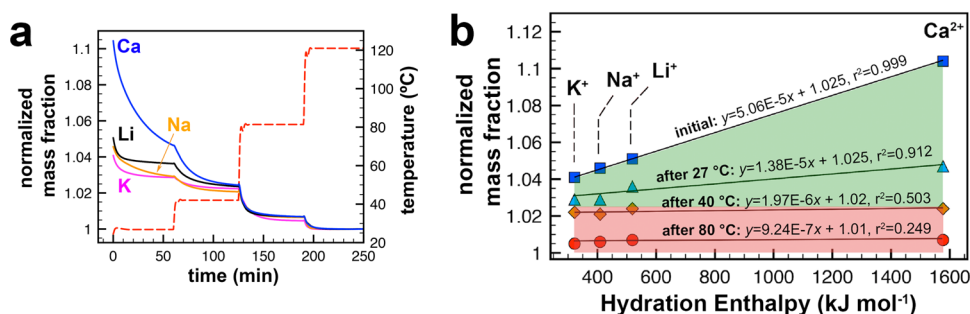 a
normalized
mass fraction
1.1
1.08
1.06
1.04
1.02
1
Ca
Li
Na
K
0 50 100 150 200 250
time (min)
120
100
80
60
40
20
temperature (ºC)
b
normalized
mass fraction
1.12
1.1
1.08
1.06
1.04
1.02
1
K+
Na+
Li+
Ca2+
initial: y=5.06E-5x + 1.025, r2=0.999
after 27 °C: y=1.38E-5x + 1.025, r2=0.912
after 40 °C: y=1.97E-6x + 1.02, r2=0.503
after 80 °C: y=9.24E-7x + 1.01, r2=0.249
400 600 800 1000 1200 1400 1600
Hydration Enthalpy (kJ mol-1)